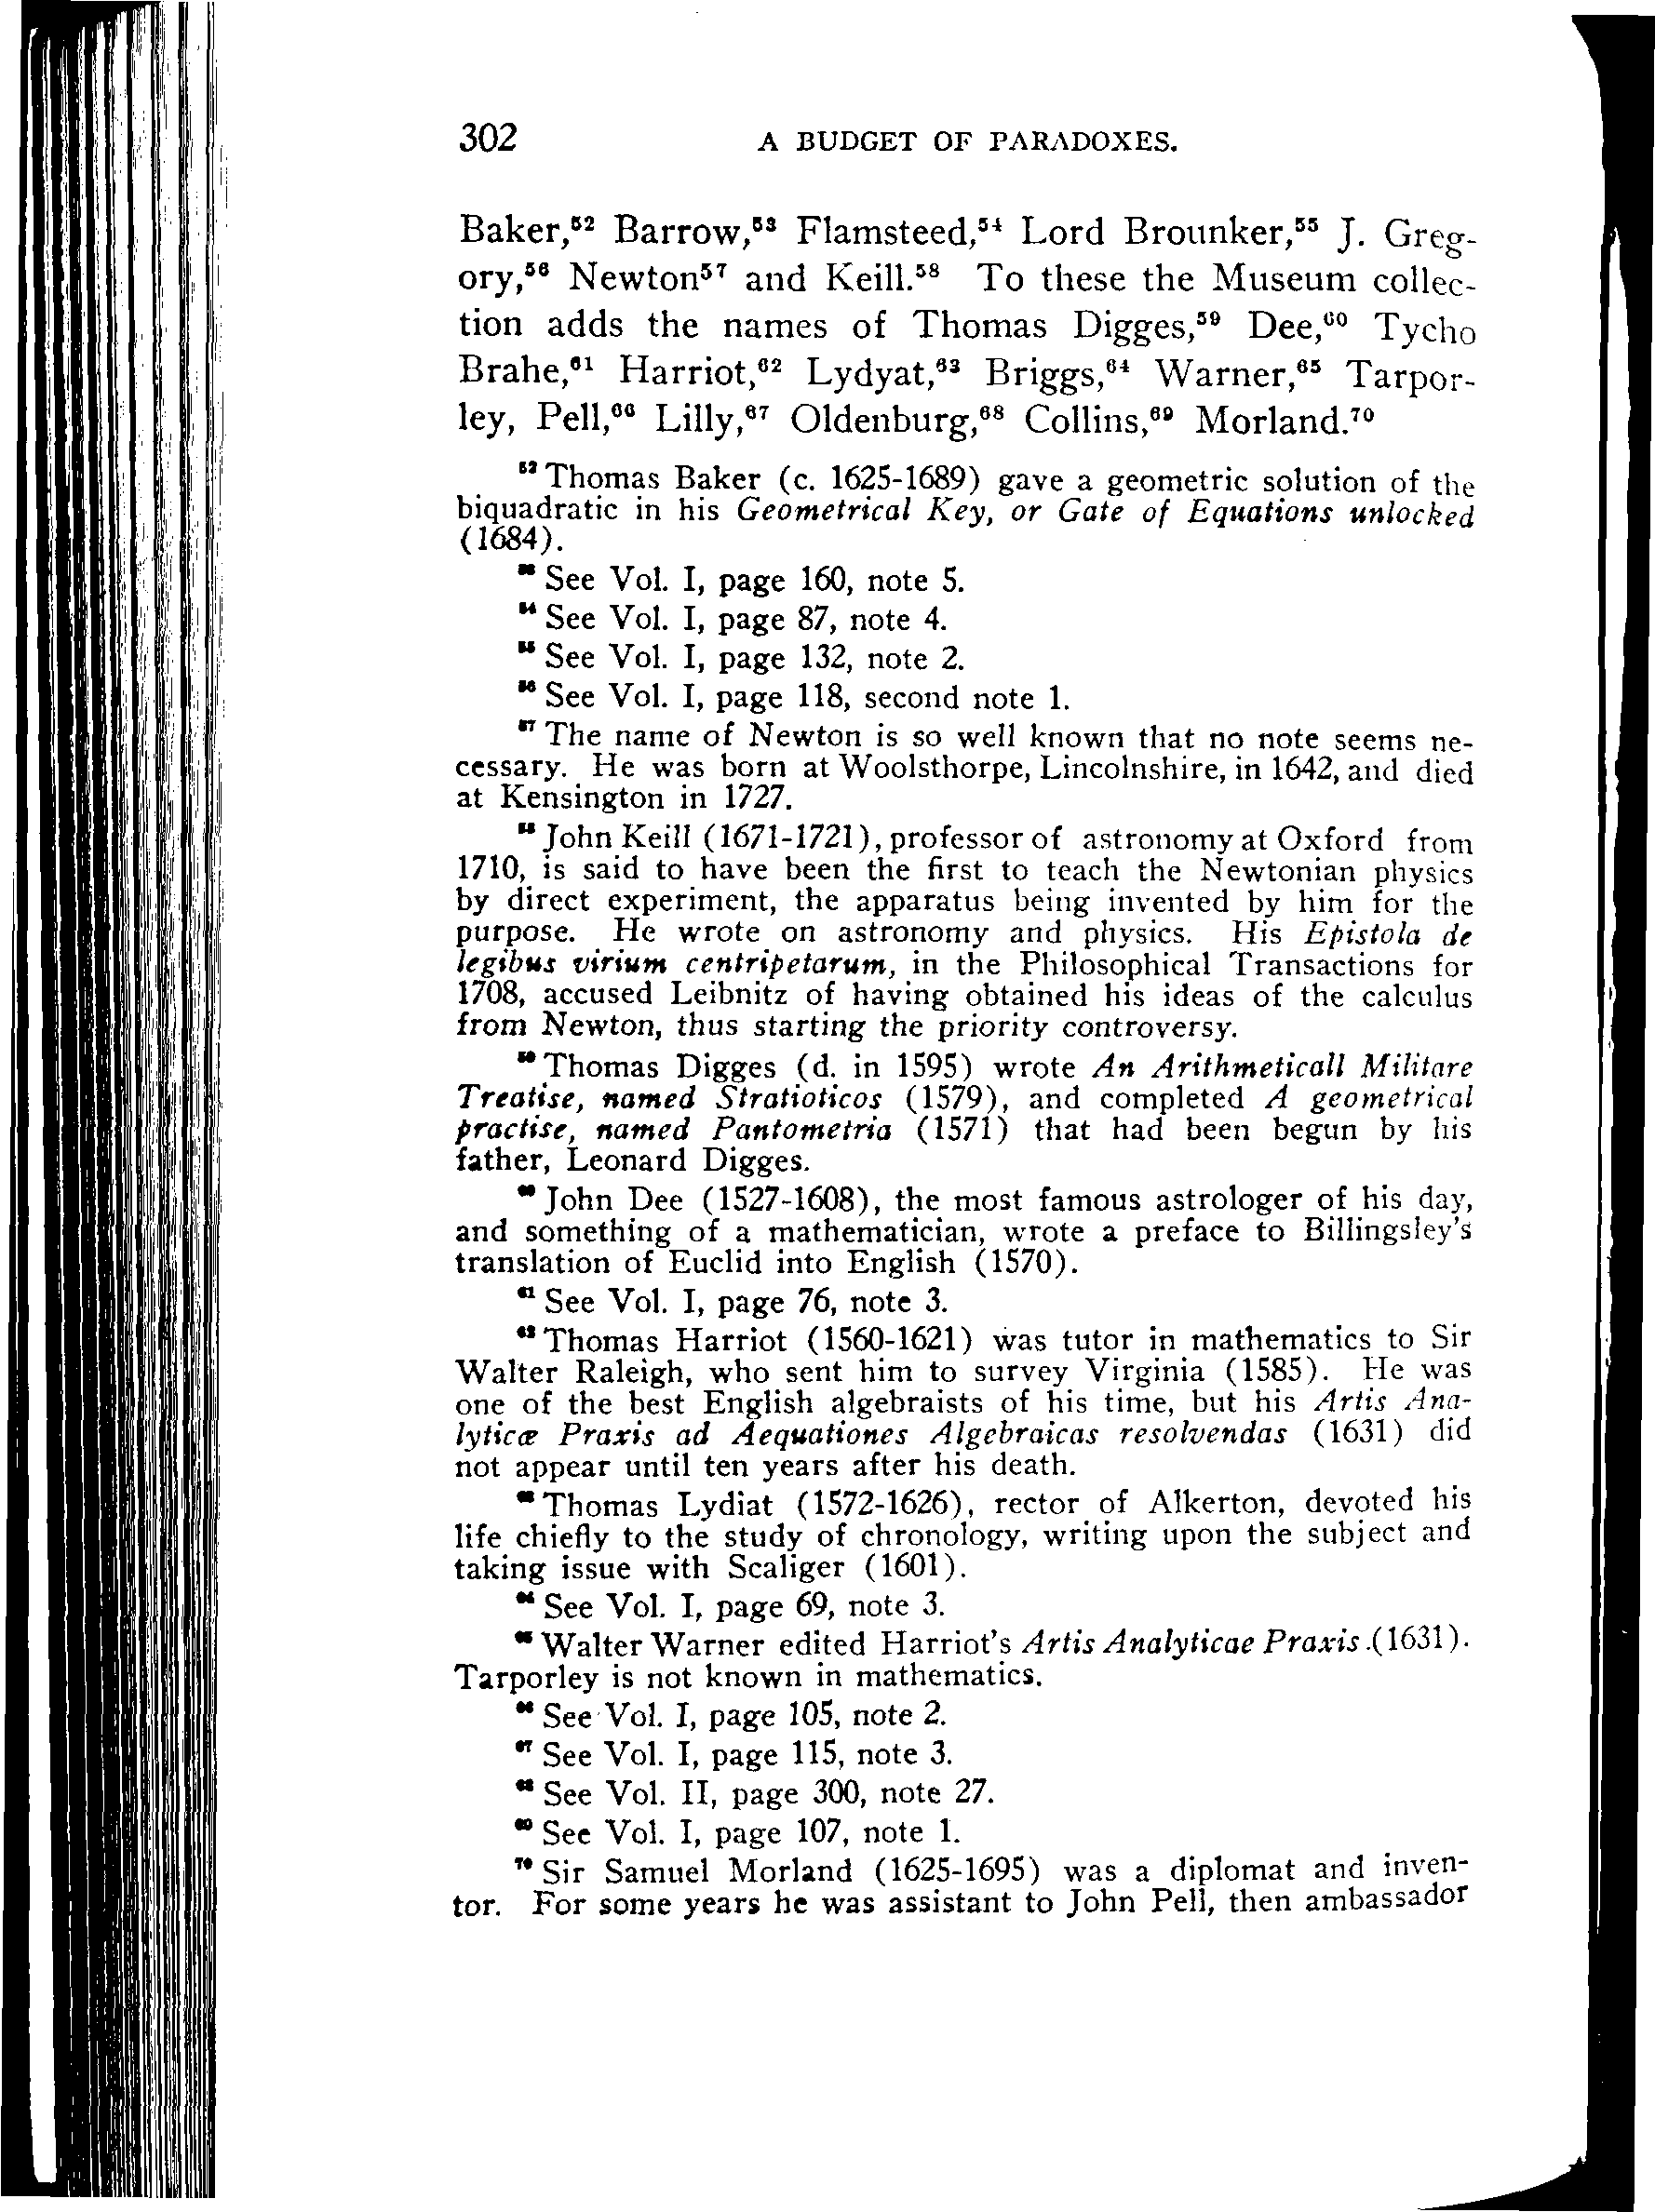 302 A BUDGET OF PARADOXES.
Baker,⁵² Barrow,⁵³ Flamsteed,⁵⁴ Lord Brounker,⁵⁵ J. Greg-
ory,⁵⁶ Newton⁵⁷ and Keill.⁵⁸ To these the Museum collec-
tion adds the names of Thomas Digges,⁵⁹ Dee,⁶⁰ Tycho
Brahe,⁶¹ Harriot,⁶² Lydyat,⁶³ Briggs,⁶⁴ Warner,⁶⁵ Tarpor-
ley, Pell,⁶⁶ Lilly,⁶⁷ Oldenburg,⁶⁸ Collins,⁶⁹ Morland.⁷⁰
⁵² Thomas Baker (c. 1625-1689) gave a geometric solution of the
biquadratic in his Geometrical Key, or Gate of Equations unlocked
(1684).
⁵³ See Vol. I, page 160, note 5.
⁵⁴ See Vol. I, page 87, note 4.
⁵⁵ See Vol. I, page 132, note 2.
⁵⁶ See Vol. I, page 118, second note 1.
⁵⁷ The name of Newton is so well known that no note seems ne-
cessary. He was born at Woolsthorpe, Lincolnshire, in 1642, and died
at Kensington in 1727.
⁵⁸ John Keill (1671-1721), professor of astronomy at Oxford from
1710, is said to have been the first to teach the Newtonian physics
by direct experiment, the apparatus being invented by him for the
purpose. He wrote on astronomy and physics. His Epistola de
legibus virium centripetarum, in the Philosophical Transactions for
1708, accused Leibnitz of having obtained his ideas of the calculus
from Newton, thus starting the priority controversy.
⁵⁹ Thomas Digges (d. in 1595) wrote An Arithmeticall Militare
Treatise, named Stratioticos (1579), and completed A geometrical
practise, named Pantometria (1571) that had been begun by his
father, Leonard Digges.
⁶⁰ John Dee (1527-1608), the most famous astrologer of his day,
and something of a mathematician, wrote a preface to Billingsley's
translation of Euclid into English (1570).
⁶¹ See Vol. I, page 76, note 3.
⁶² Thomas Harriot (1560-1621) was tutor in mathematics to Sir
Walter Raleigh, who sent him to survey Virginia (1585). He was
one of the best English algebraists of his time, but his Artis Ana-
lyticæ Praxis ad Aequationes Algebraicas resolvendas (1631) did
not appear until ten years after his death.
⁶³ Thomas Lydiat (1572-1626), rector of Alkerton, devoted his
life chiefly to the study of chronology, writing upon the subject and
taking issue with Scaliger (1601).
⁶⁴ See Vol. I, page 69, note 3.
⁶⁵ Walter Warner edited Harriot's Artis Analyticae Praxis (1631).
Tarporley is not known in mathematics.
⁶⁶ See Vol. I, page 105, note 2.
⁶⁷ See Vol. I, page 115, note 3.
⁶⁸ See Vol. II, page 300, note 27.
⁶⁹ See Vol. I, page 107, note 1.
⁷⁰ Sir Samuel Morland (1625-1695) was a diplomat and inven-
tor. For some years he was assistant to John Pell, then ambassador